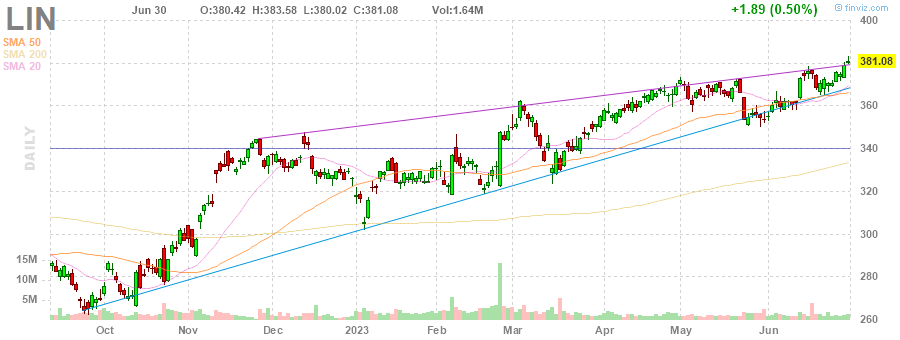 LIN Jun 30 O:380.42 H:383.58 L:380.02 C:381.08 Vol:1.64M +1.89 (0.50%) finviz.com
SMA 50
SMA 200
SMA 20
DAILY
400
381.08
360
340
320
300
280
260
15M
10M
5M
Oct Nov Dec 2023 Feb Mar Apr May Jun